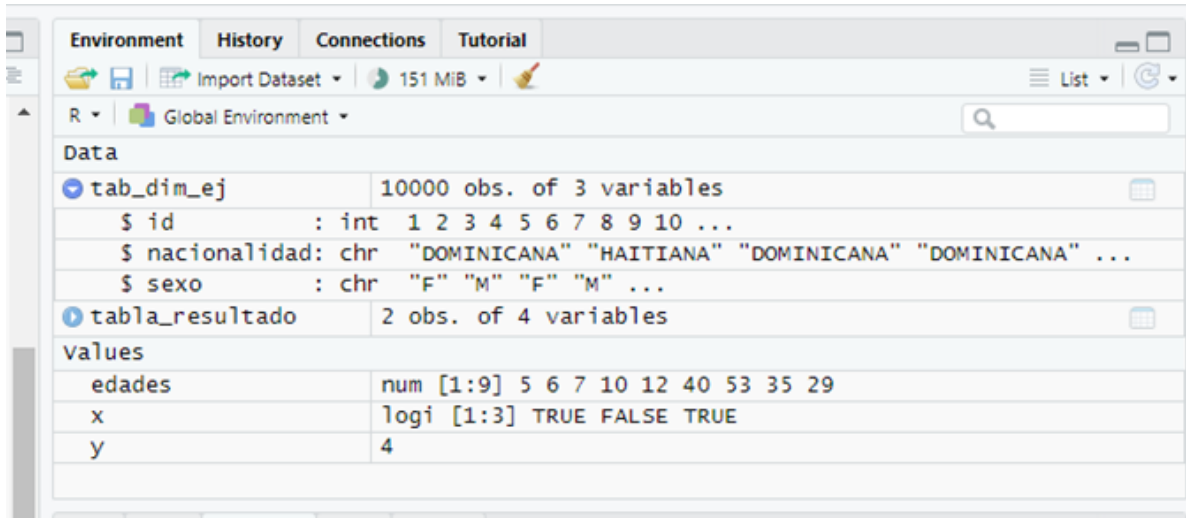 Environment History Connections Tutorial
Import Dataset 151 MiB List
R Global Environment
Data
tab_dim_ej 10000 obs. of 3 variables
$ id : int 1 2 3 4 5 6 7 8 9 10 ...
$ nacionalidad: chr "DOMINICANA" "HAITIANA" "DOMINICANA" "DOMINICANA" ...
$ sexo : chr "F" "M" "F" "M" ...
tabla_resultado 2 obs. of 4 variables
Values
edades num [1:9] 5 6 7 10 12 40 53 35 29
x logi [1:3] TRUE FALSE TRUE
y 4